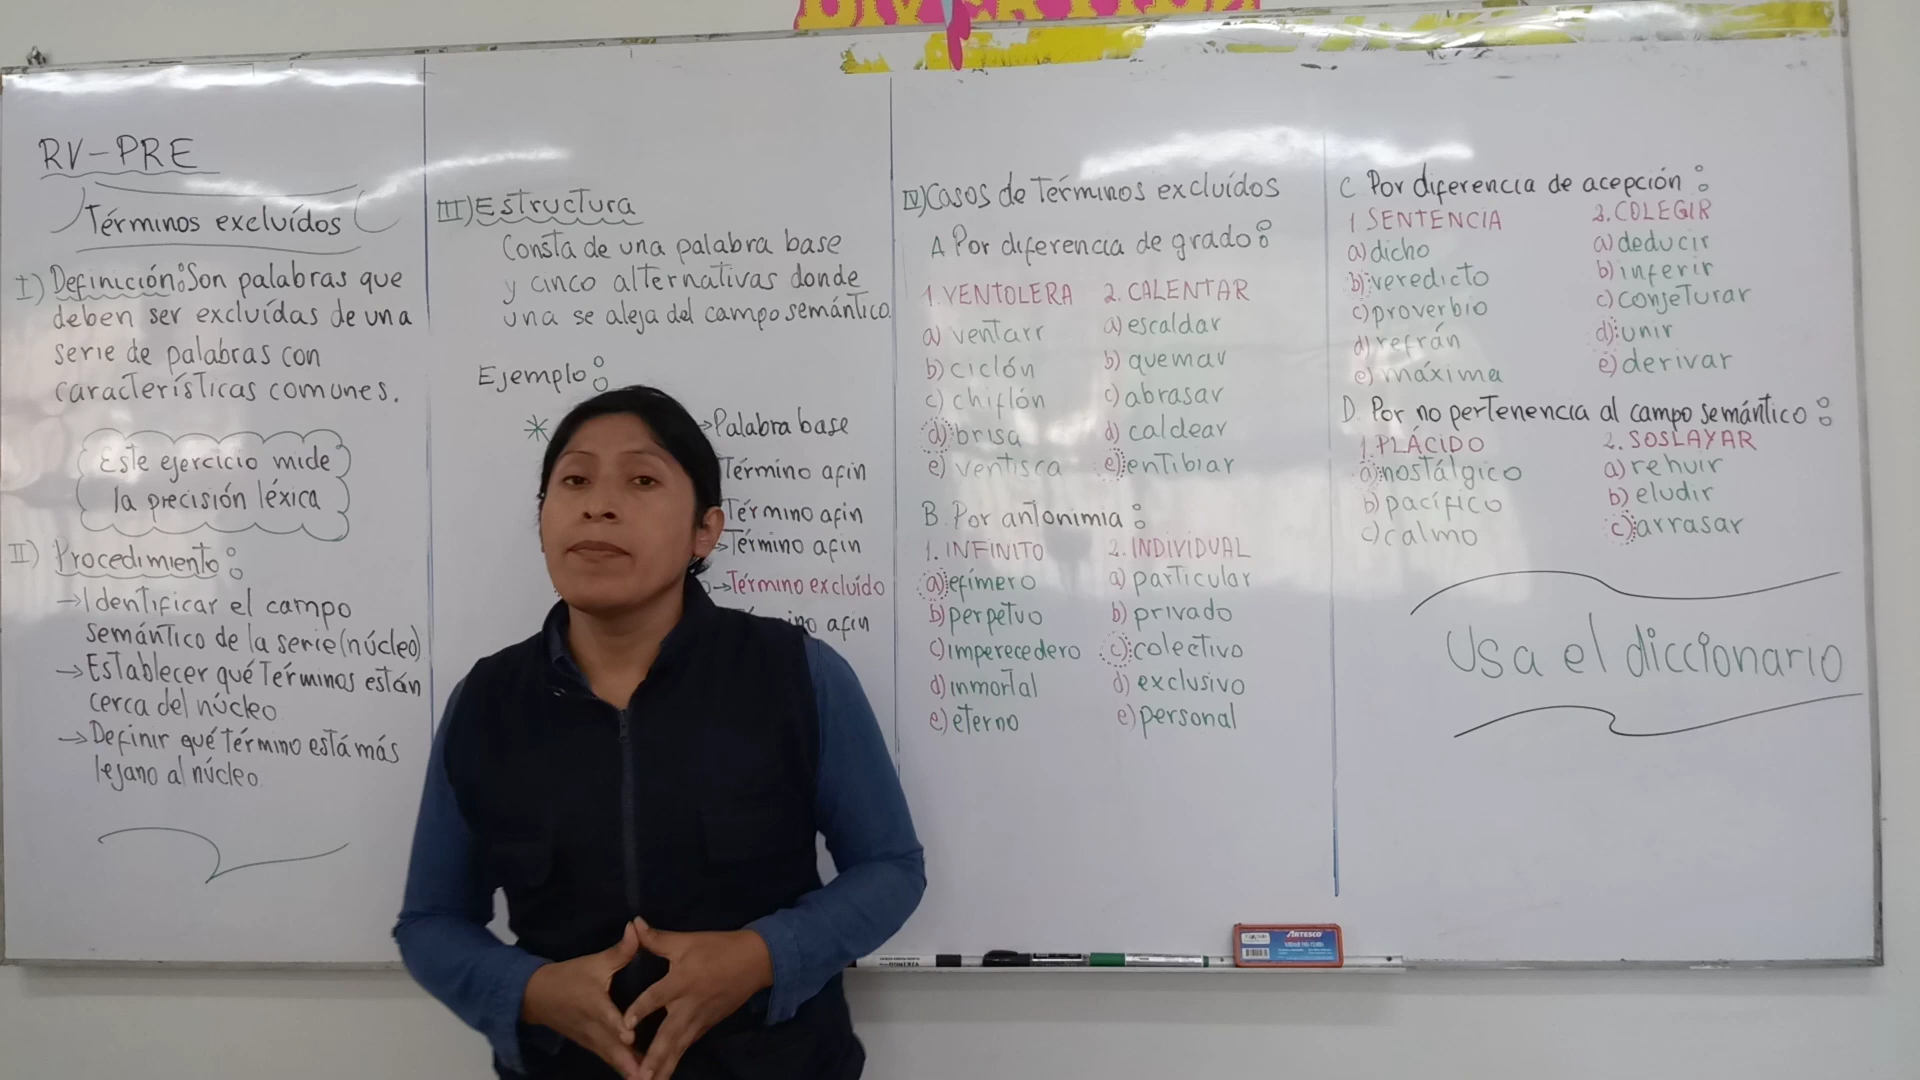 RV-PRE
Términos excluídos
I) Definición: Son palabras que
deben ser excluídas de una
serie de palabras con
características comunes.
Este ejercicio mide
la precisión léxica
II) Procedimiento:
→Identificar el campo
semántico de la serie (núcleo)
→Establecer qué términos están
cerca del núcleo
→Definir qué término está más
lejano al núcleo.
III) Estructura
Consta de una palabra base
y cinco alternativas donde
una se aleja del campo semántico.
Ejemplo:
* →Palabra base
Término afín
Término afín
→Término afín
→Término excluído
afín
IV) Casos de términos excluídos
A Por diferencia de grado:
1. VENTOLERA
a) ventarr
b) ciclón
c) chiflón
d) brisa
e) ventisca
2. CALENTAR
a) escaldar
b) quemar
c) abrasar
d) caldear
e) entibiar
B. Por antonimia:
1. INFINITO
a) efímero
b) perpetuo
c) imperecedero
d) inmortal
e) eterno
2. INDIVIDUAL
a) particular
b) privado
c) colectivo
d) exclusivo
e) personal
C Por diferencia de acepción:
1 SENTENCIA
a) dicho
b) veredicto
c) proverbio
d) refrán
e) máxima
2. COLEGIR
a) deducir
b) inferir
c) conjeturar
d) unir
e) derivar
D. Por no pertenencia al campo semántico:
1. PLÁCIDO
a) nostálgico
b) pacífico
c) calmo
2. SOSLAYAR
a) rehuir
b) eludir
c) arrasar
Usa el diccionario
ARTESCO